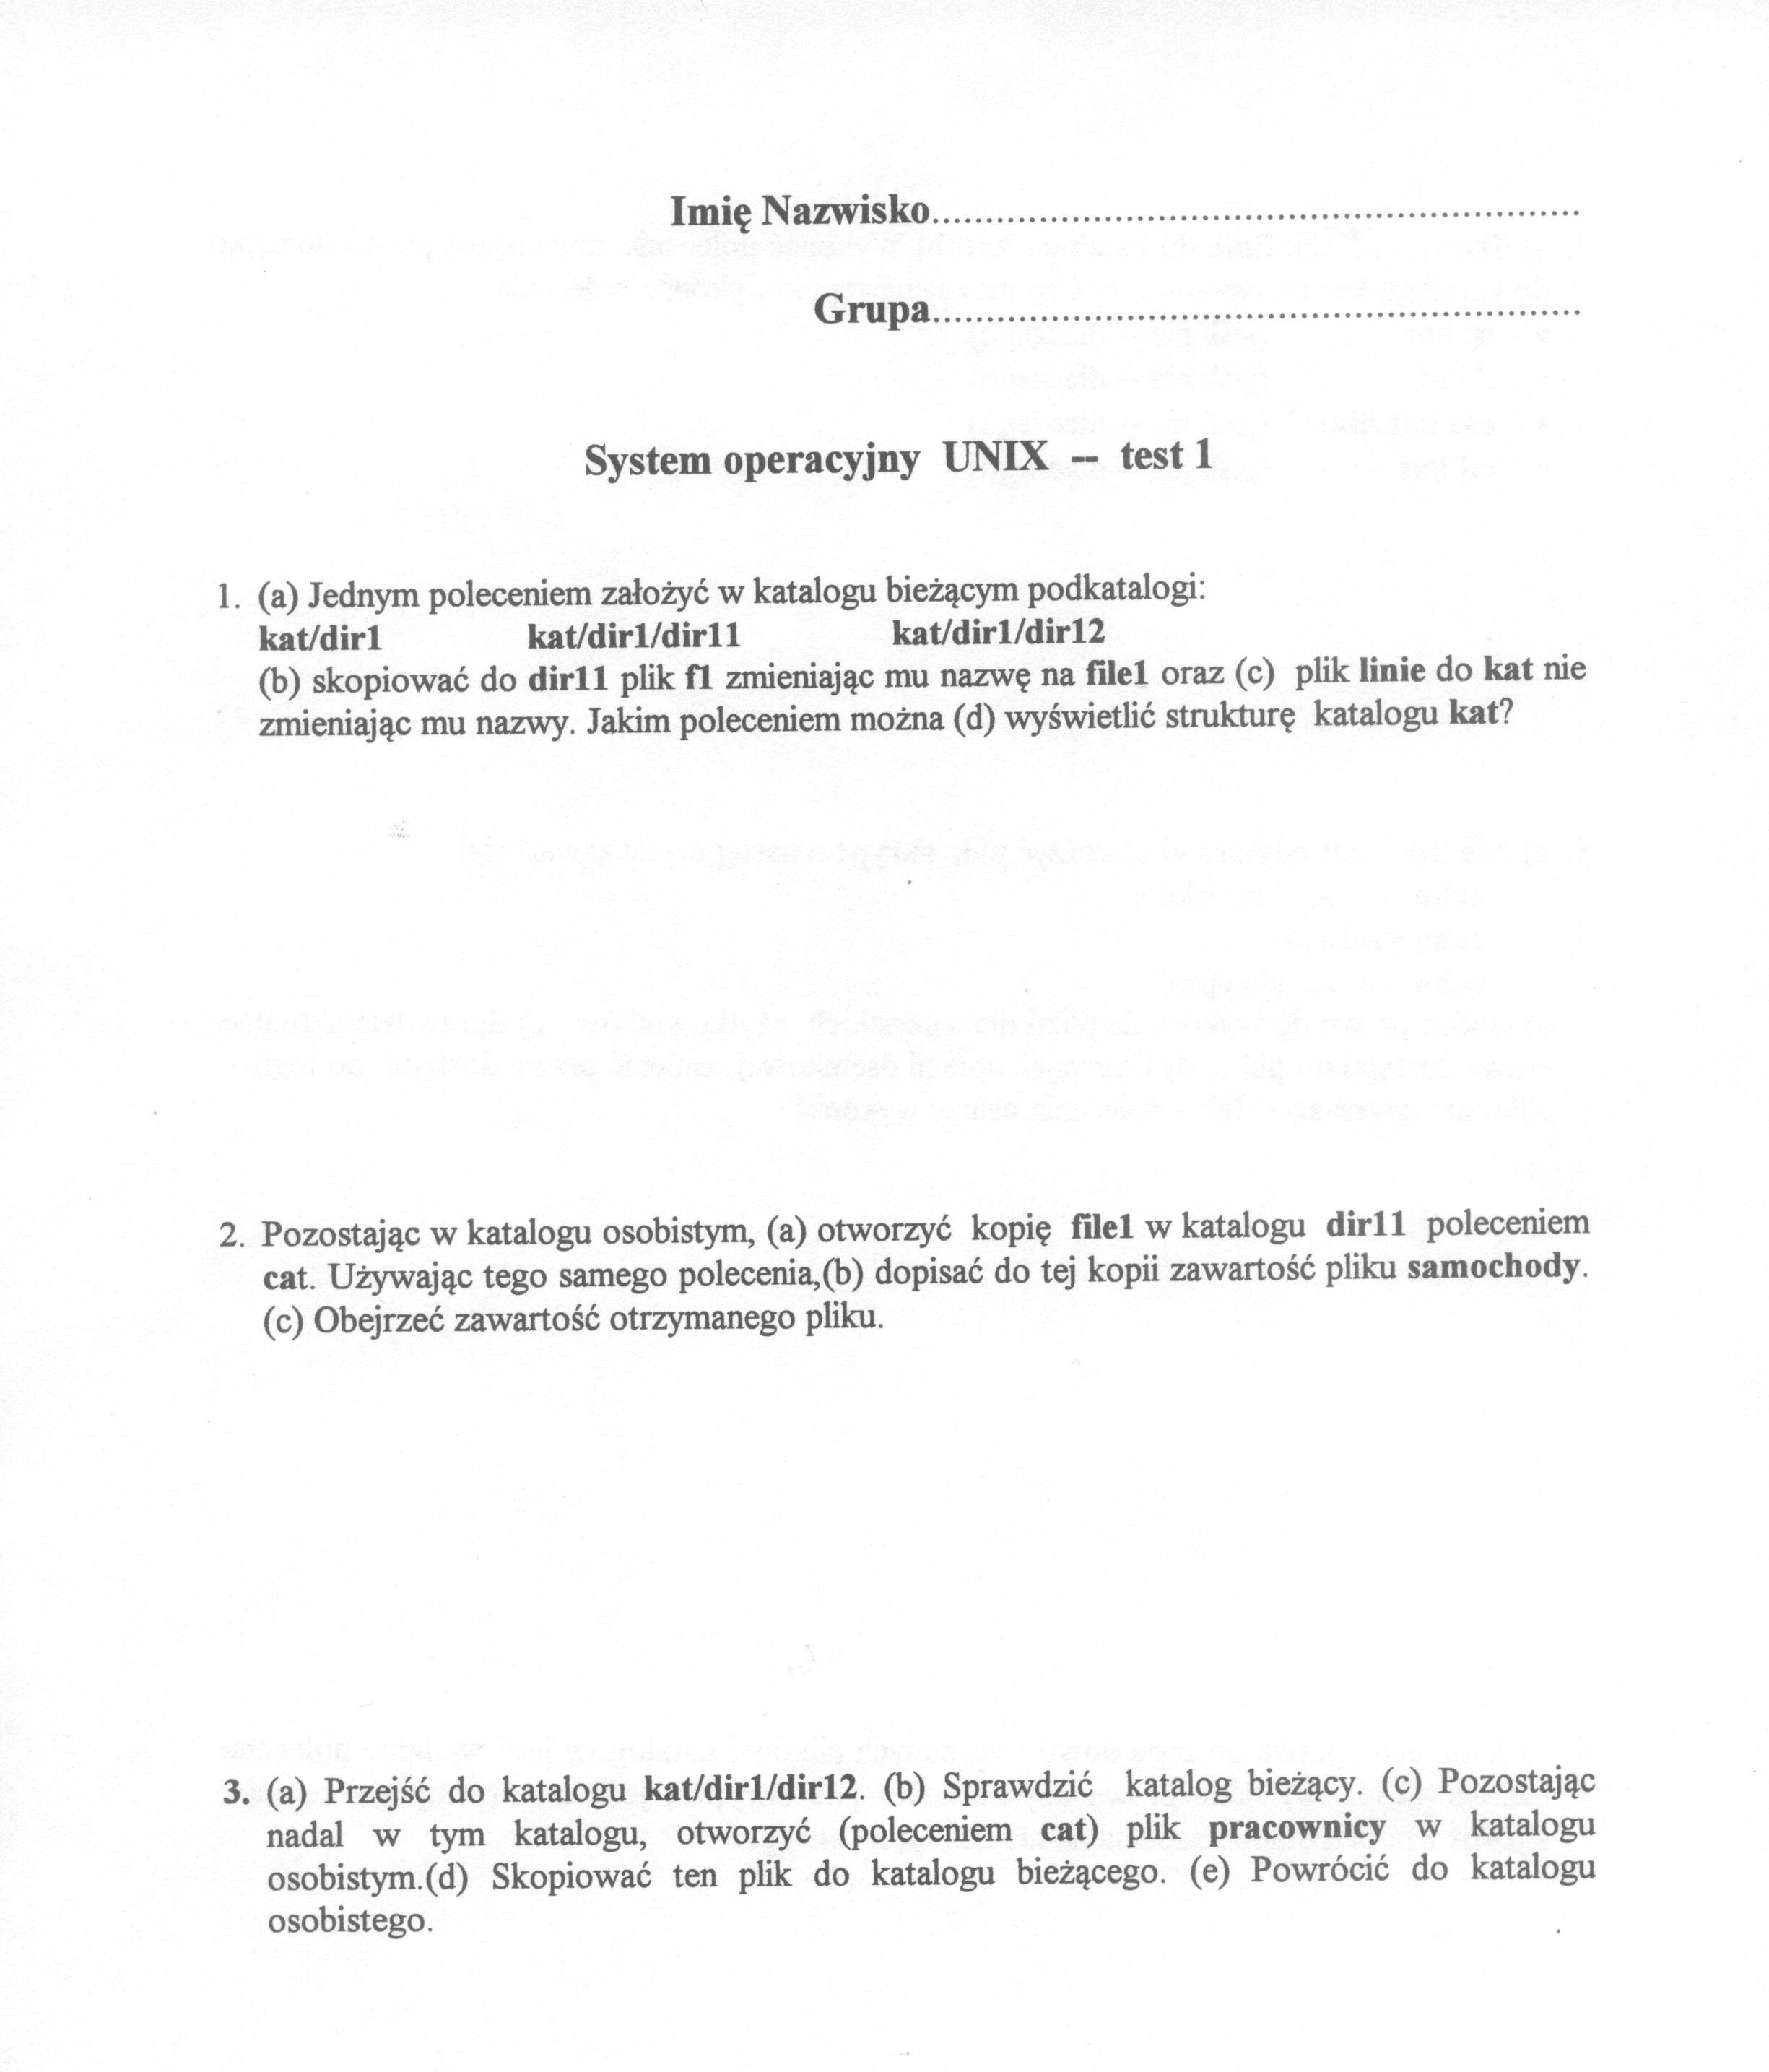 Imię Nazwisko..............................................................
Grupa..............................................................
System operacyjny UNIX -- test 1
1. (a) Jednym poleceniem założyć w katalogu bieżącym podkatalogi:
kat/dir1 kat/dir1/dir11 kat/dir1/dir12
(b) skopiować do dir11 plik f1 zmieniając mu nazwę na file1 oraz (c) plik linie do kat nie
zmieniając mu nazwy. Jakim poleceniem można (d) wyświetlić strukturę katalogu kat?
2. Pozostając w katalogu osobistym, (a) otworzyć kopię file1 w katalogu dir11 poleceniem
cat. Używając tego samego polecenia,(b) dopisać do tej kopii zawartość pliku samochody.
(c) Obejrzeć zawartość otrzymanego pliku.
3. (a) Przejść do katalogu kat/dir1/dir12. (b) Sprawdzić katalog bieżący. (c) Pozostając
nadal w tym katalogu, otworzyć (poleceniem cat) plik pracownicy w katalogu
osobistym.(d) Skopiować ten plik do katalogu bieżącego. (e) Powrócić do katalogu
osobistego.